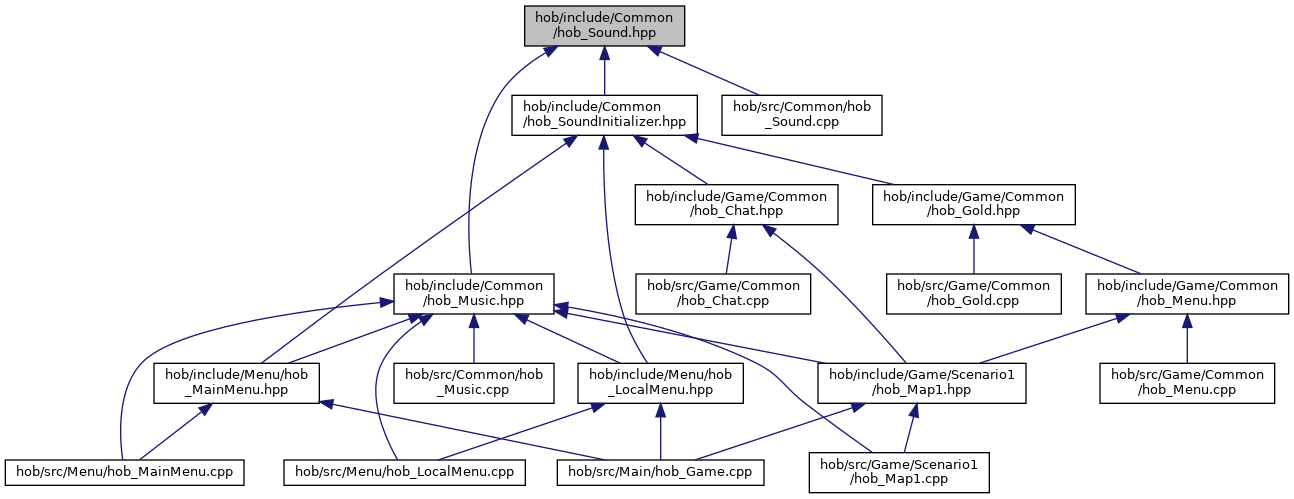 hob/include/Common
/hob_Sound.hpp
hob/include/Common
/hob_SoundInitializer.hpp
hob/src/Common/hob
_Sound.cpp
hob/include/Game/Common
/hob_Chat.hpp
hob/include/Game/Common
/hob_Gold.hpp
hob/include/Common
/hob_Music.hpp
hob/src/Game/Common
/hob_Chat.cpp
hob/src/Game/Common
/hob_Gold.cpp
hob/include/Game/Common
/hob_Menu.hpp
hob/include/Menu/hob
_MainMenu.hpp
hob/src/Common/hob
_Music.cpp
hob/include/Menu/hob
_LocalMenu.hpp
hob/include/Game/Scenario1
/hob_Map1.hpp
hob/src/Game/Common
/hob_Menu.cpp
hob/src/Menu/hob_MainMenu.cpp
hob/src/Menu/hob_LocalMenu.cpp
hob/src/Main/hob_Game.cpp
hob/src/Game/Scenario1
/hob_Map1.cpp